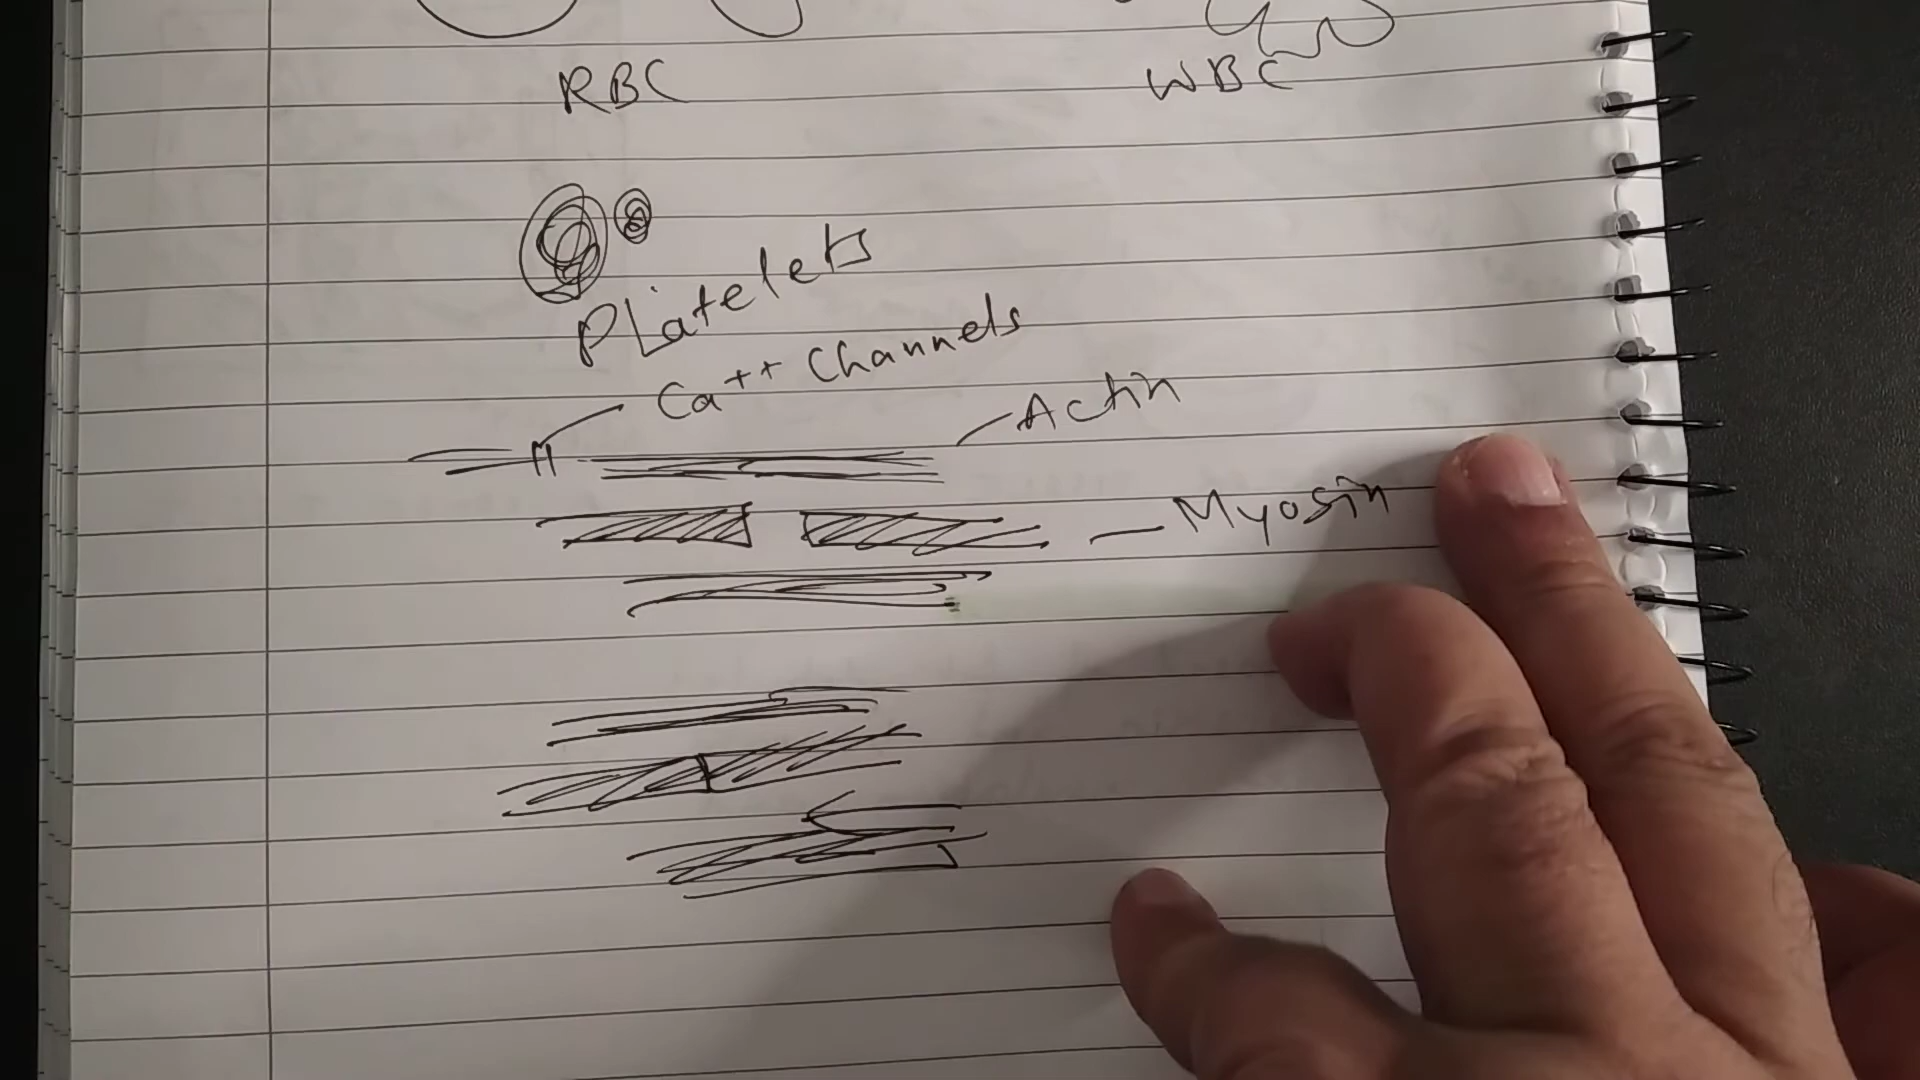 RBC
WBC
Platelets
Ca++ Channels
Actin
Myosin